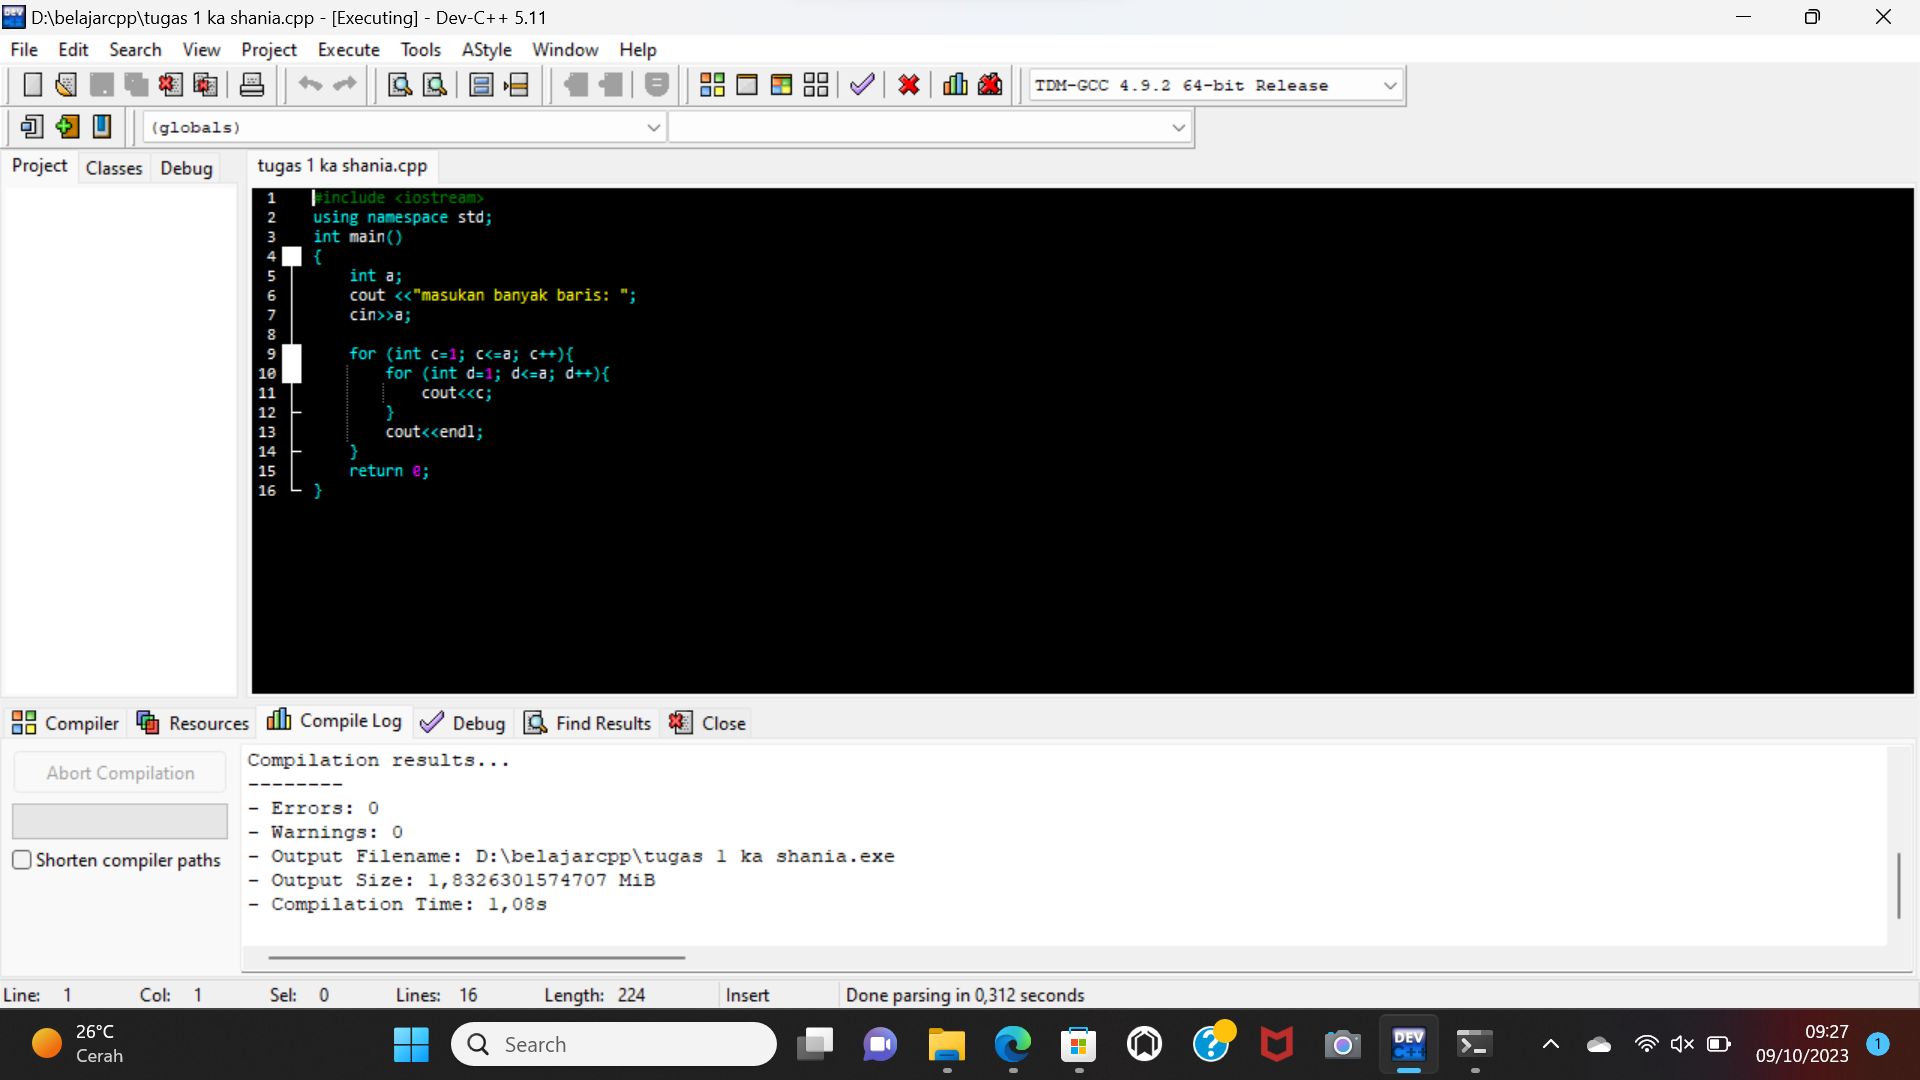 D:\belajarcpp\tugas 1 ka shania.cpp - [Executing] - Dev-C++ 5.11
File Edit Search View Project Execute Tools AStyle Window Help
TDM-GCC 4.9.2 64-bit Release
(globals)
Project Classes Debug
tugas 1 ka shania.cpp
1 #include <iostream>
2 using namespace std;
3 int main()
4 {
5 int a;
6 cout <<"masukan banyak baris: ";
7 cin>>a;
8
9 for (int c=1; c<=a; c++){
10 for (int d=1; d<=a; d++){
11 cout<<c;
12 }
13 cout<<endl;
14 }
15 return 0;
16 }
Compiler Resources Compile Log Debug Find Results Close
Abort Compilation
Shorten compiler paths
Compilation results...
--------
- Errors: 0
- Warnings: 0
- Output Filename: D:\belajarcpp\tugas 1 ka shania.exe
- Output Size: 1,8326301574707 MiB
- Compilation Time: 1,08s
Line: 1 Col: 1 Sel: 0 Lines: 16 Length: 224 Insert Done parsing in 0,312 seconds
26°C
Cerah
Search
DEV
C++
09:27
09/10/2023
1